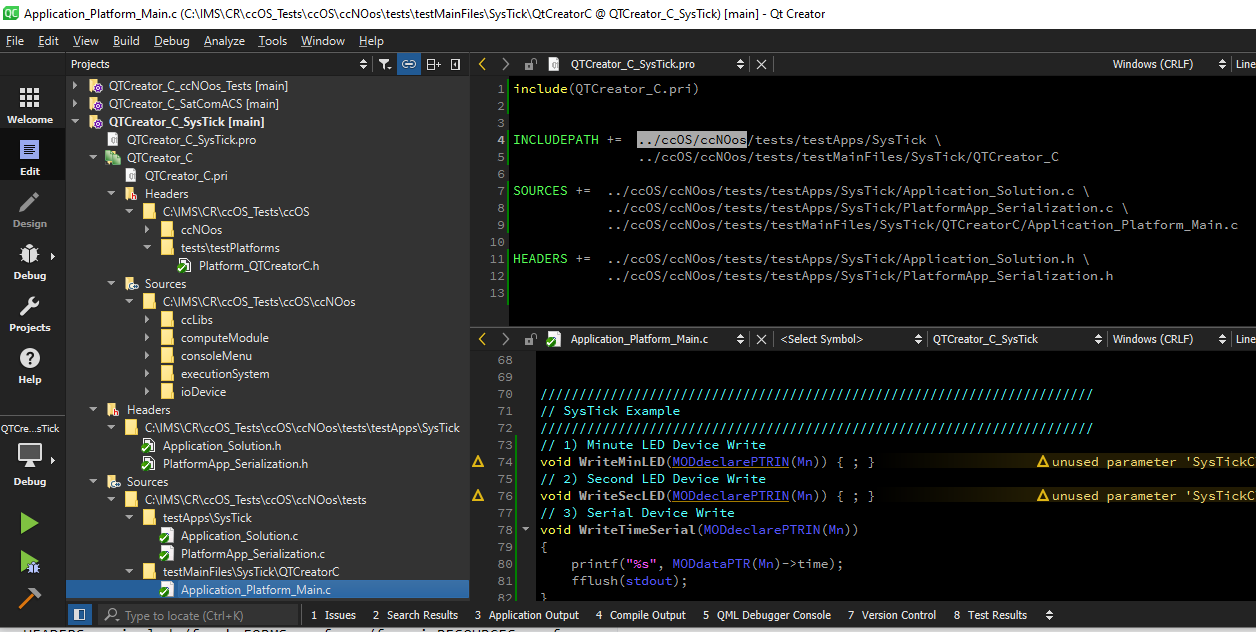 Application_Platform_Main.c (C:\IMS\CR\ccOS_Tests\ccOS\ccNOos\tests\testMainFiles\SysTick\QtCreatorC @ QTCreator_C_SysTick) [main] - Qt Creator
File Edit View Build Debug Analyze Tools Window Help
Projects
QTCreator_C_ccNOos_Tests [main]
QTCreator_C_SatComACS [main]
QTCreator_C_SysTick [main]
QTCreator_C_SysTick.pro
QTCreator_C
QTCreator_C.pri
Headers
C:\IMS\CR\ccOS_Tests\ccOS
ccNOos
tests\testPlatforms
Platform_QTCreatorC.h
Sources
C:\IMS\CR\ccOS_Tests\ccOS\ccNOos
ccLibs
computeModule
consoleMenu
executionSystem
ioDevice
Headers
C:\IMS\CR\ccOS_Tests\ccOS\ccNOos\tests\testApps\SysTick
Application_Solution.h
PlatformApp_Serialization.h
Sources
C:\IMS\CR\ccOS_Tests\ccOS\ccNOos\tests
testApps\SysTick
Application_Solution.c
PlatformApp_Serialization.c
testMainFiles\SysTick\QTCreatorC
Application_Platform_Main.c
Welcome
Edit
Design
Debug
Projects
Help
QTCre...sTick
Debug
QTCreator_C_SysTick.pro Windows (CRLF) Line
1 include(QTCreator_C.pri)
2
3
4 INCLUDEPATH += ../ccOS/ccNOos/tests/testApps/SysTick \
5 ../ccOS/ccNOos/tests/testMainFiles/SysTick/QTCreator_C
6
7 SOURCES += ../ccOS/ccNOos/tests/testApps/SysTick/Application_Solution.c \
8 ../ccOS/ccNOos/tests/testApps/SysTick/PlatformApp_Serialization.c \
9 ../ccOS/ccNOos/tests/testMainFiles/SysTick/QTCreatorC/Application_Platform_Main.c
10
11 HEADERS += ../ccOS/ccNOos/tests/testApps/SysTick/Application_Solution.h \
12 ../ccOS/ccNOos/tests/testApps/SysTick/PlatformApp_Serialization.h
13
Application_Platform_Main.c <Select Symbol> QTCreator_C_SysTick Windows (CRLF) Line
68
69
70 ////////////////////////////////////////////////////////////////////////
71 // SysTick Example
72 ////////////////////////////////////////////////////////////////////////
73 // 1) Minute LED Device Write
74 void WriteMinLED(MODdeclarePTRIN(Mn)) { ; } unused parameter 'SysTickC
75 // 2) Second LED Device Write
76 void WriteSecLED(MODdeclarePTRIN(Mn)) { ; } unused parameter 'SysTickC
77 // 3) Serial Device Write
78 void WriteTimeSerial(MODdeclarePTRIN(Mn))
79 {
80 printf("%s", MODdataPTR(Mn)->time);
81 fflush(stdout);
82 }
Type to locate (Ctrl+K) 1 Issues 2 Search Results 3 Application Output 4 Compile Output 5 QML Debugger Console 7 Version Control 8 Test Results